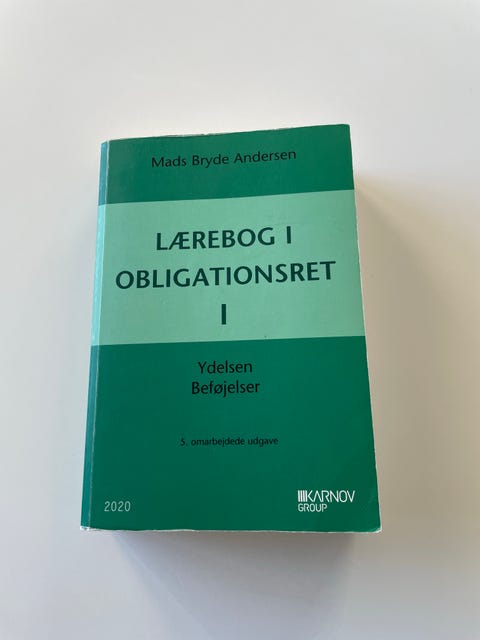 Mads Bryde Andersen
LÆREBOG I
OBLIGATIONSRET
I
Ydelsen
Beføjelser
5. omarbejdede udgave
2020
KARNOV
GROUP